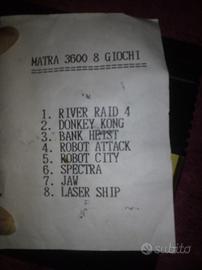 MATRA 3600 8 GIOCHI
====================
1. RIVER RAID 4
2. DONKEY KONG
3. BANK HEIST
4. ROBOT ATTACK
5. ROBOT CITY
6. SPECTRA
7. JAW
8. LASER SHIP
subito